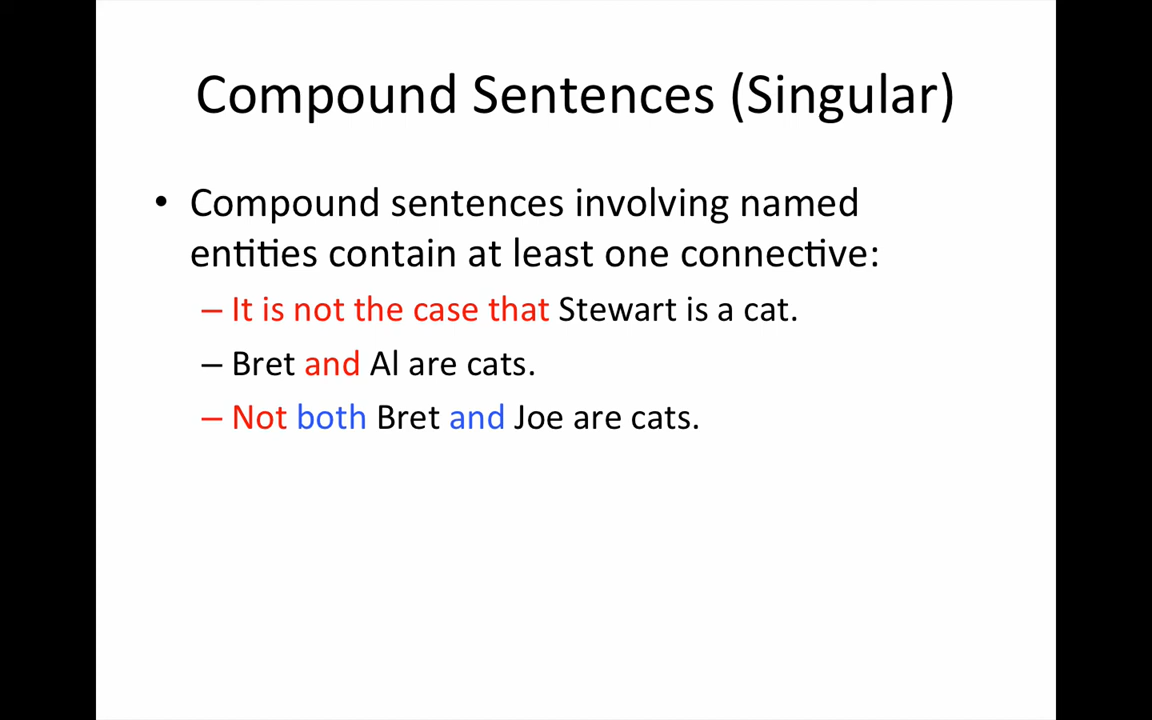 Compound Sentences (Singular)
• Compound sentences involving named
entities contain at least one connective:
– It is not the case that Stewart is a cat.
– Bret and Al are cats.
– Not both Bret and Joe are cats.